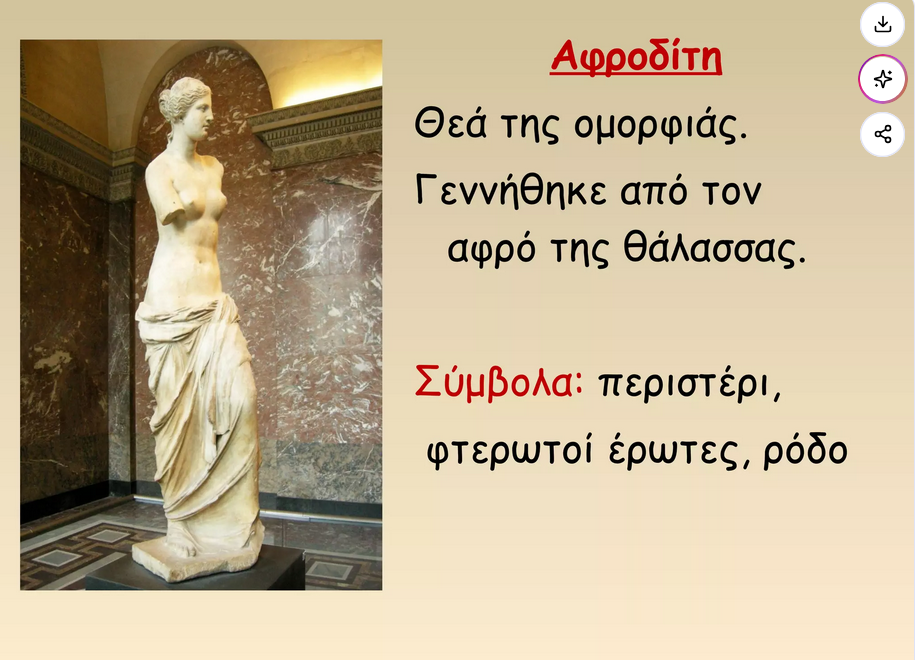 Αφροδίτη
Θεά της ομορφιάς.
Γεννήθηκε από τον
αφρό της θάλασσας.
Σύμβολα: περιστέρι,
φτερωτοί έρωτες, ρόδο